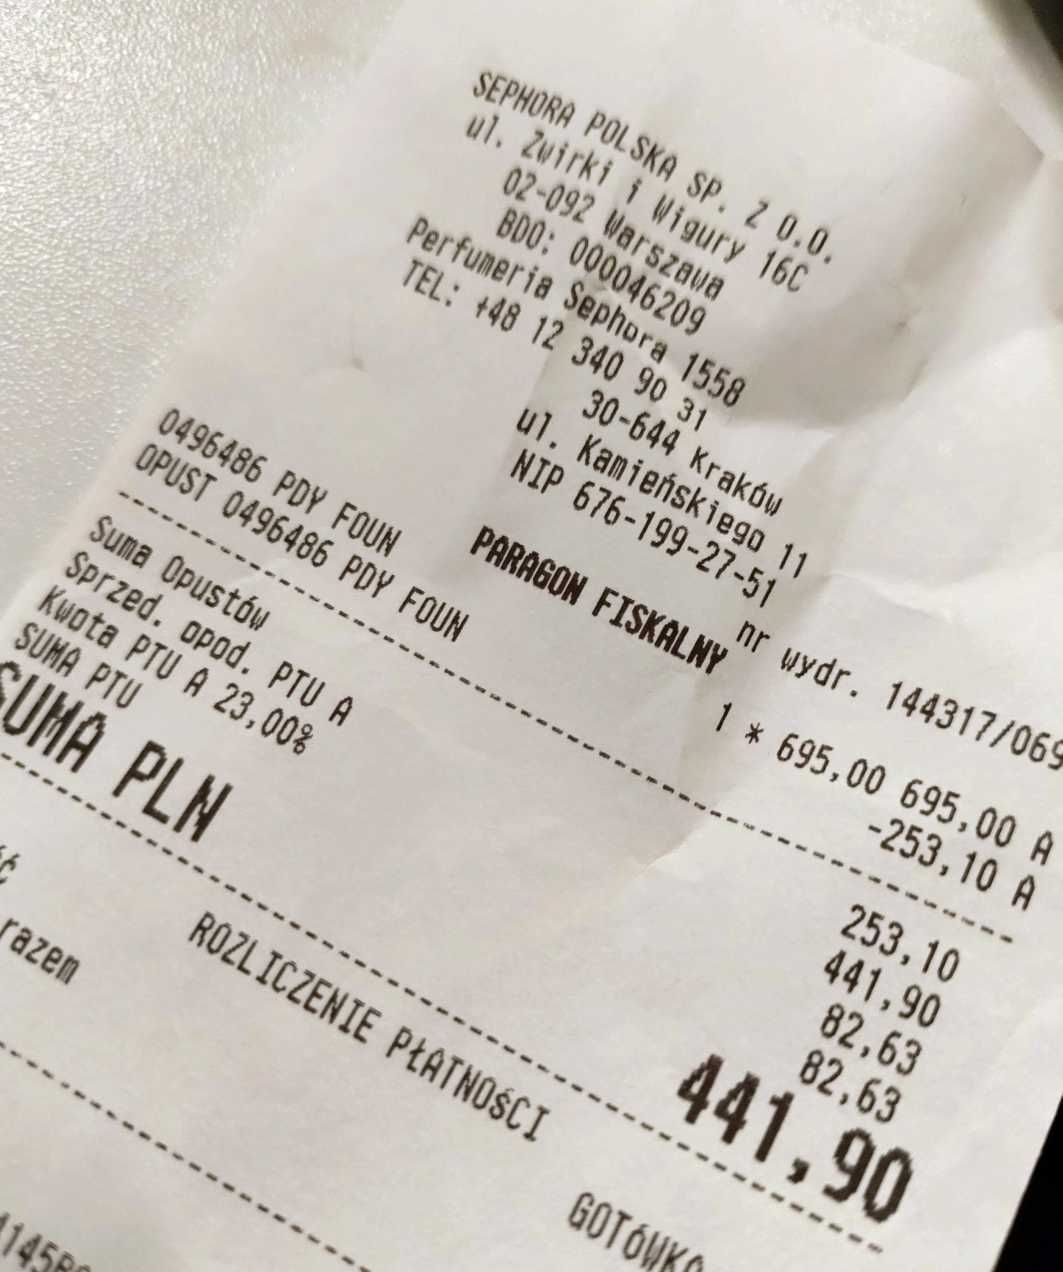 SEPHORA POLSKA SP. Z O.O.
ul. Zwirki i Wigury 16C
02-092 Warszawa
BDO: 000046209
Perfumeria Sephora 1558
TEL: +48 12 340 90 31
30-644 Kraków
ul. Kamieńskiego 11
NIP 676-199-27-51
nr wydr. 144317/069
PARAGON FISKALNY
0496486 PDY FOUN 1 * 695,00 695,00 A
OPUST 0496486 PDY FOUN -253,10 A
Suma Opustów 253,10
Sprzed. opod. PTU A 441,90
Kwota PTU A 23,00% 82,63
SUMA PTU 82,63
SUMA PLN 441,90
ROZLICZENIE PŁATNOŚCI
GOTÓWKA
razem